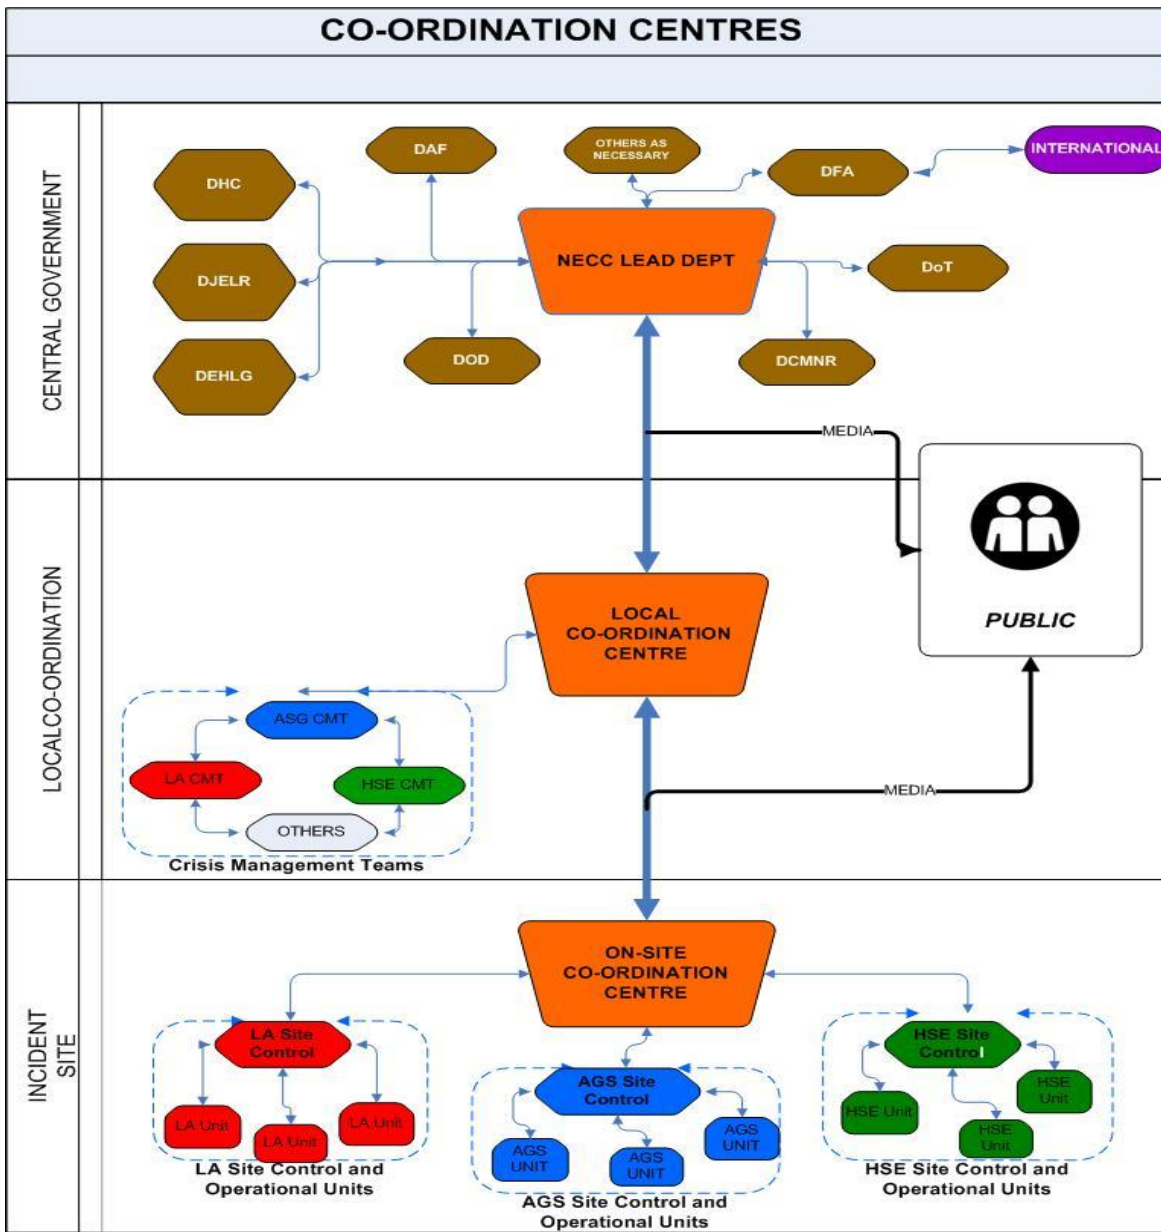 CO-ORDINATION CENTRES
CENTRAL GOVERNMENT
DHC
DAF
OTHERS AS
NECESSARY
DFA
INTERNATIONAL
DJELR
NECC LEAD DEPT
DoT
DEHLG
DOD
DCMNR
MEDIA
PUBLIC
LOCALCO-ORDINATION
LOCAL
CO-ORDINATION
CENTRE
ASG CMT
LA CMT
HSE CMT
OTHERS
Crisis Management Teams
MEDIA
INCIDENT
SITE
ON-SITE
CO-ORDINATION
CENTRE
LA Site
Control
LA Unit
LA Unit
LA Unit
LA Site Control and
Operational Units
AGS Site
Control
AGS
UNIT
AGS
UNIT
AGS
UNIT
AGS Site Control and
Operational Units
HSE Site
Control
HSE Unit
HSE
Unit
HSE
Unit
HSE Site Control and
Operational Units